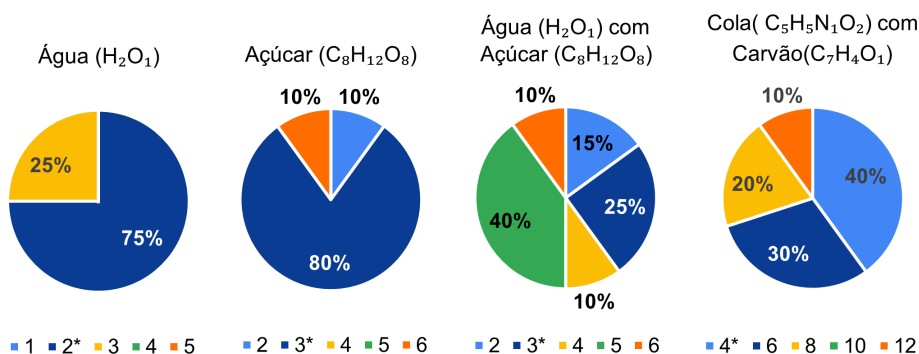 Água (H₂O₁)
25%
75%
1 2* 3 4 5
Açúcar (C₈H₁₂O₈)
10% 10%
80%
2 3* 4 5 6
Água (H₂O₁) com
Açúcar (C₈H₁₂O₈)
10%
15%
25%
40%
10%
2 3* 4 5 6
Cola( C₅H₅N₁O₂) com
Carvão(C₇H₄O₁)
10%
40%
20%
30%
4* 6 8 10 12